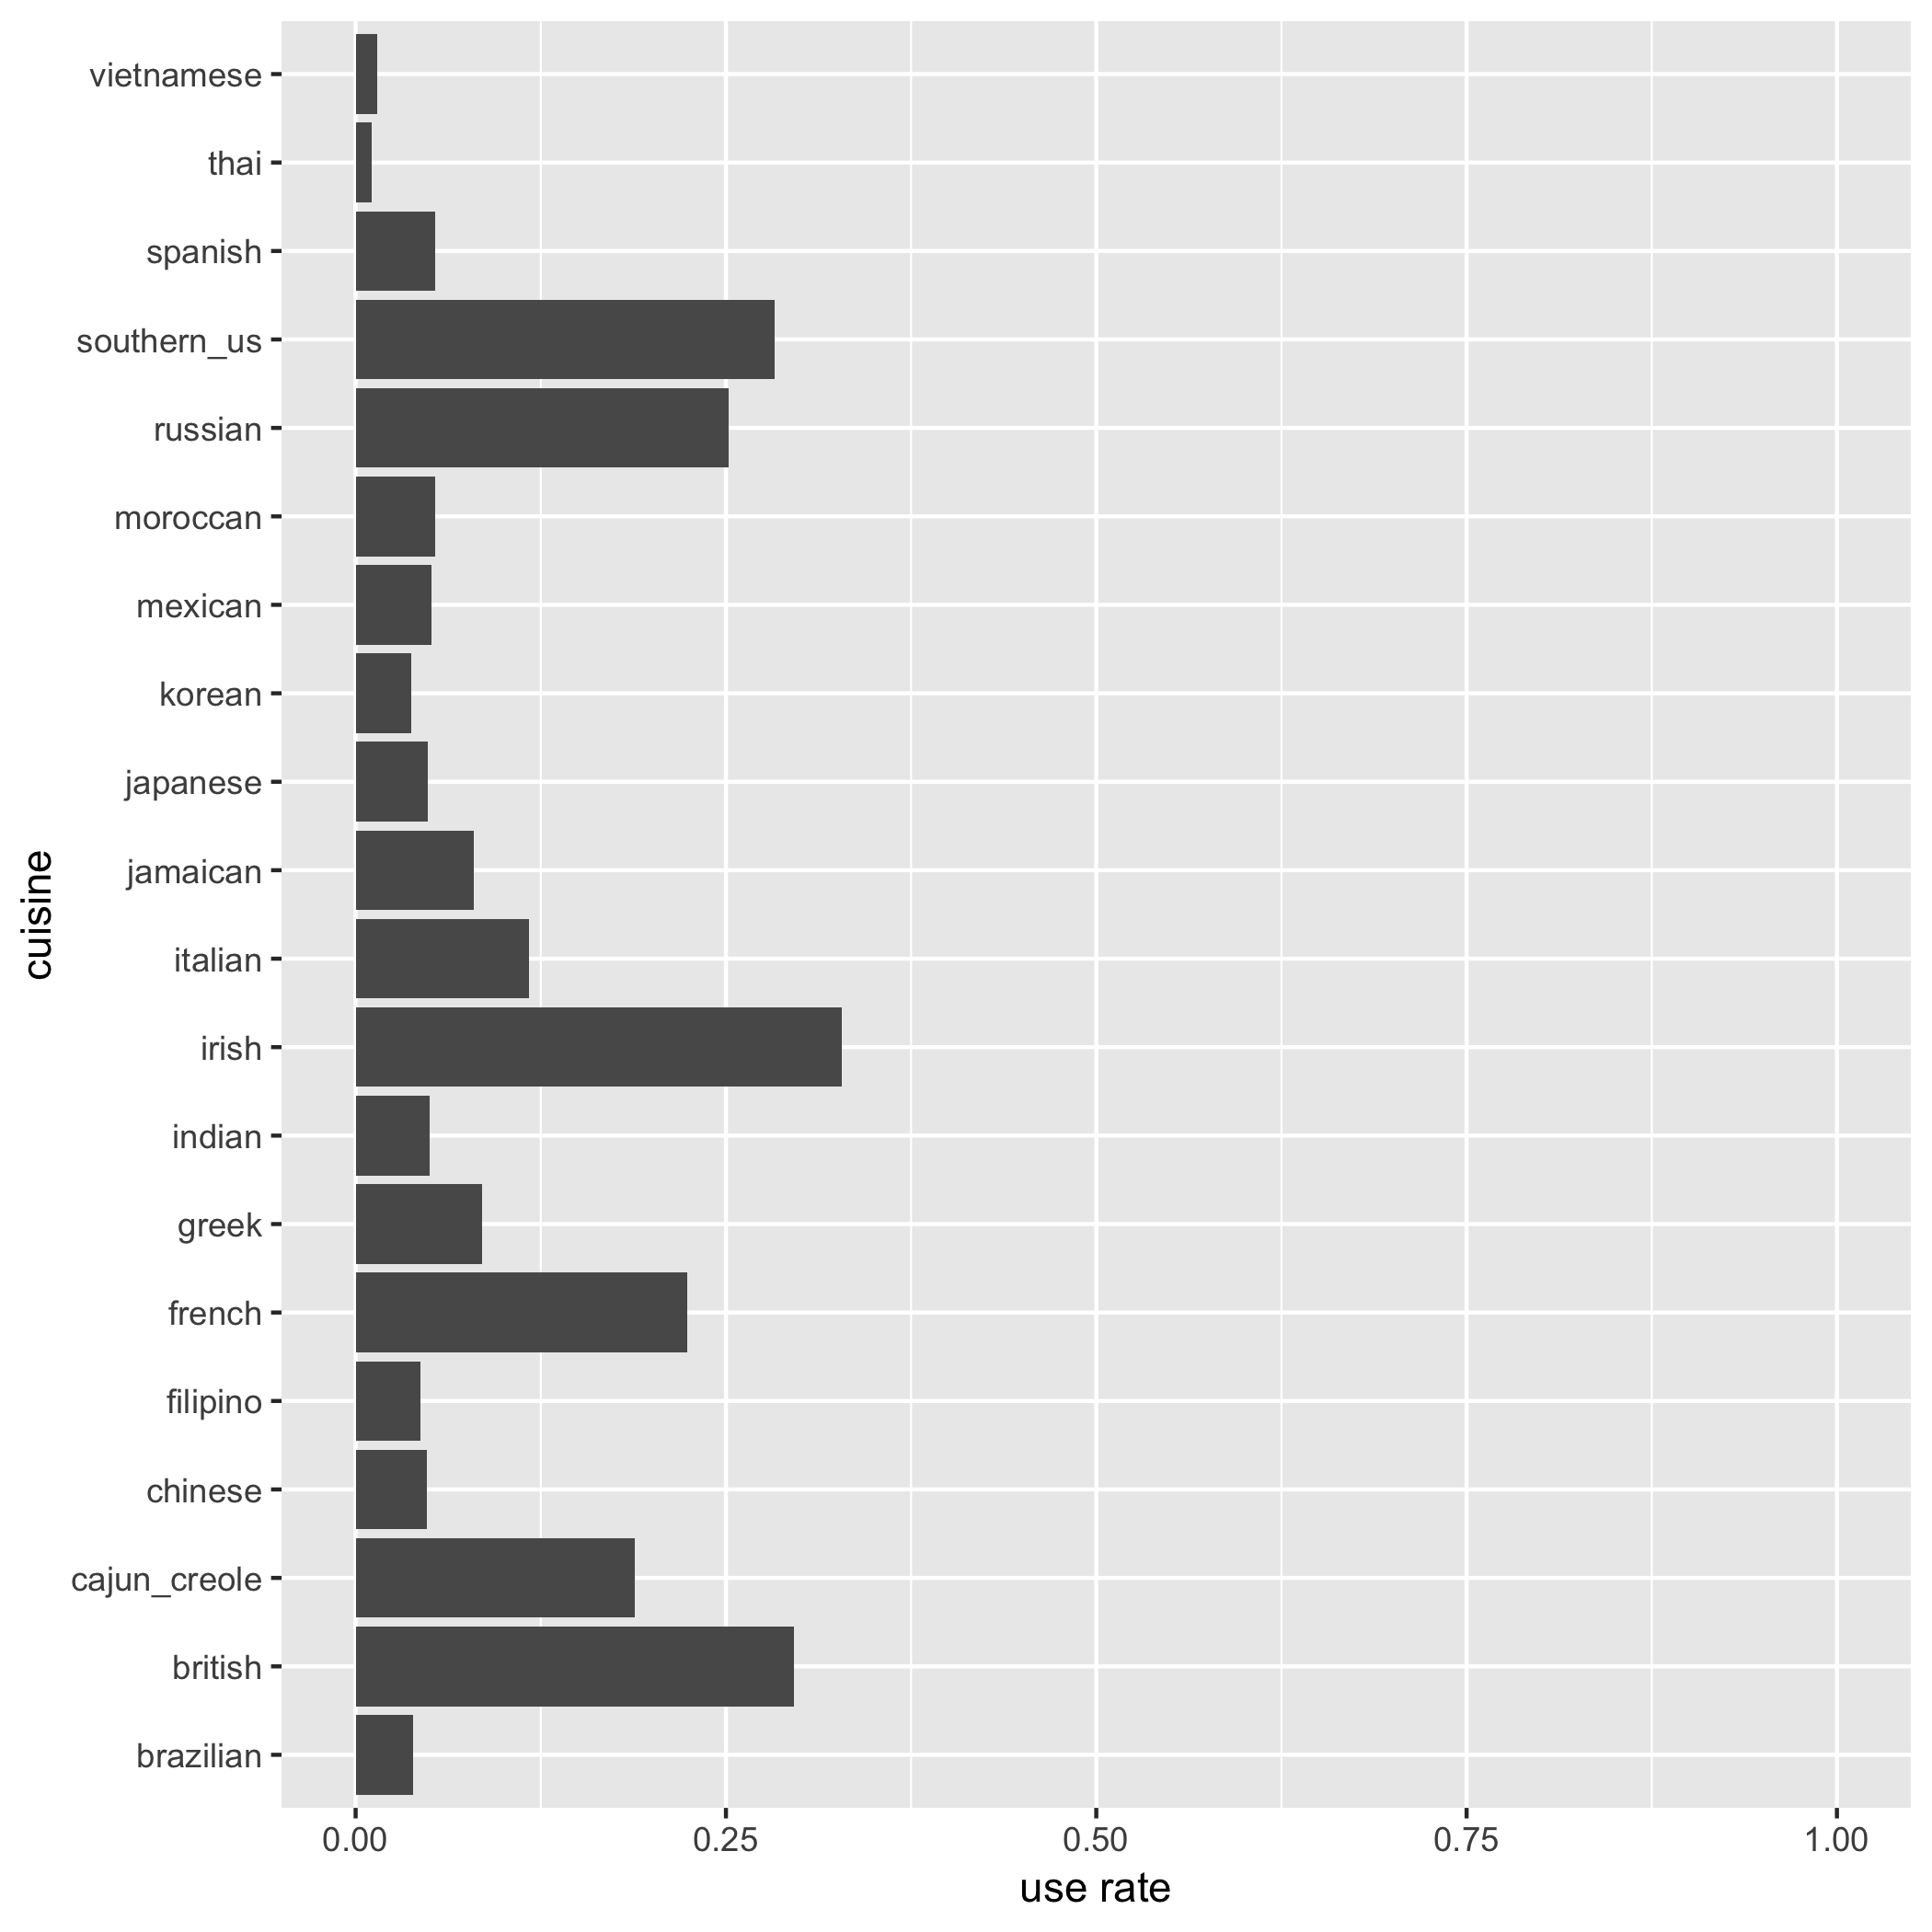 vietnamese
thai
spanish
southern_us
russian
moroccan
mexican
korean
japanese
jamaican
italian
irish
indian
greek
french
filipino
chinese
cajun_creole
british
brazilian
cuisine
0.00 0.25 0.50 0.75 1.00
use rate